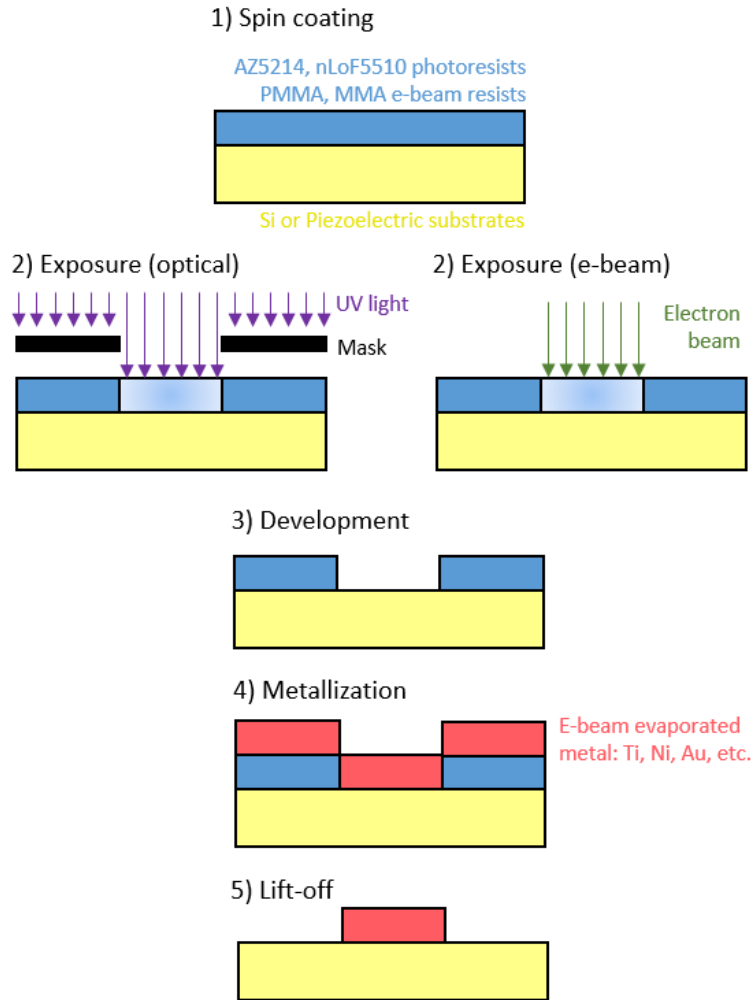 1) Spin coating
AZ5214, nLoF5510 photoresists
PMMA, MMA e-beam resists
Si or Piezoelectric substrates
2) Exposure (optical)
UV light
Mask
2) Exposure (e-beam)
Electron
beam
3) Development
4) Metallization
E-beam evaporated
metal: Ti, Ni, Au, etc.
5) Lift-off